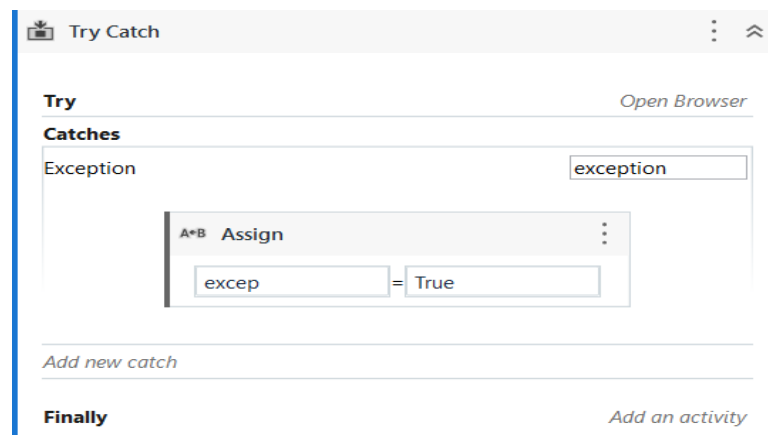 Try Catch
Try Open Browser
Catches
Exception exception
A•B Assign
excep = True
Add new catch
Finally Add an activity